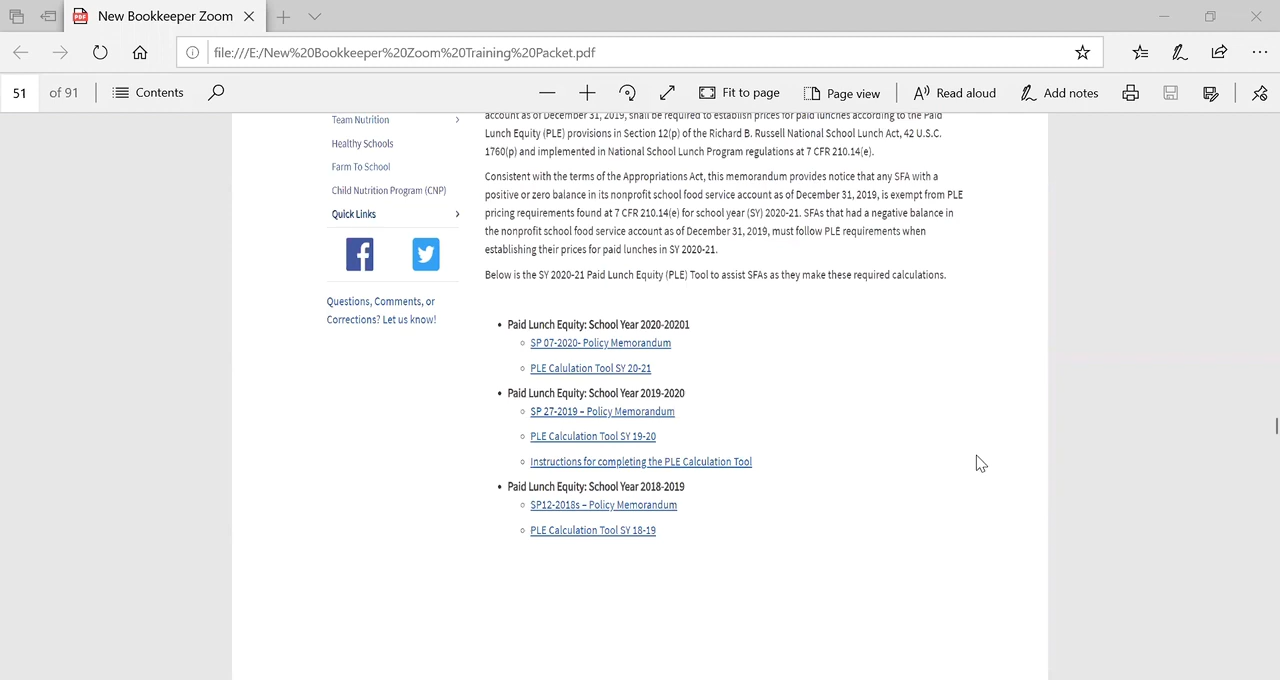 New Bookkeeper Zoom
file:///E:/New%20Bookkeeper%20Zoom%20Training%20Packet.pdf
51 of 91 Contents Fit to page Page view Read aloud Add notes
Team Nutrition
Healthy Schools
Farm To School
Child Nutrition Program (CNP)
Quick Links
Questions, Comments, or
Corrections? Let us know!
account as of December 31, 2019, shall be required to establish prices for paid lunches according to the Paid
Lunch Equity (PLE) provisions in Section 12(p) of the Richard B. Russell National School Lunch Act, 42 U.S.C.
1760(p) and implemented in National School Lunch Program regulations at 7 CFR 210.14(e).
Consistent with the terms of the Appropriations Act, this memorandum provides notice that any SFA with a
positive or zero balance in its nonprofit school food service account as of December 31, 2019, is exempt from PLE
pricing requirements found at 7 CFR 210.14(e) for school year (SY) 2020-21. SFAs that had a negative balance in
the nonprofit school food service account as of December 31, 2019, must follow PLE requirements when
establishing their prices for paid lunches in SY 2020-21.
Below is the SY 2020-21 Paid Lunch Equity (PLE) Tool to assist SFAs as they make these required calculations.
• Paid Lunch Equity: School Year 2020-20201
○ SP 07-2020- Policy Memorandum
○ PLE Calulation Tool SY 20-21
• Paid Lunch Equity: School Year 2019-2020
○ SP 27-2019 – Policy Memorandum
○ PLE Calculation Tool SY 19-20
○ Instructions for completing the PLE Calculation Tool
• Paid Lunch Equity: School Year 2018-2019
○ SP12-2018s – Policy Memorandum
○ PLE Calculation Tool SY 18-19